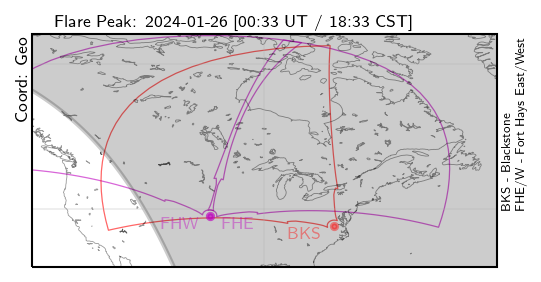 Flare Peak: 2024-01-26 [00:33 UT / 18:33 CST]
Coord: Geo
FHW
FHE
BKS
BKS - Blackstone
FHE/W - Fort Hays East/West